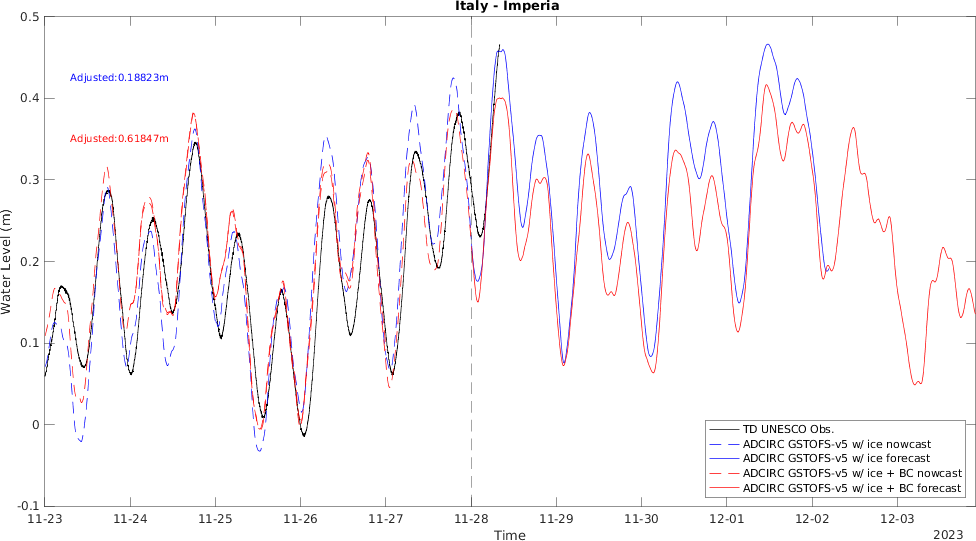 Italy - Imperia
0.5
0.4
0.3
0.2
0.1
0
-0.1
Water Level (m)
Adjusted:0.18823m
Adjusted:0.61847m
TD UNESCO Obs.
ADCIRC GSTOFS-v5 w/ ice nowcast
ADCIRC GSTOFS-v5 w/ ice forecast
ADCIRC GSTOFS-v5 w/ ice + BC nowcast
ADCIRC GSTOFS-v5 w/ ice + BC forecast
11-23 11-24 11-25 11-26 11-27 11-28 11-29 11-30 12-01 12-02 12-03
Time
2023